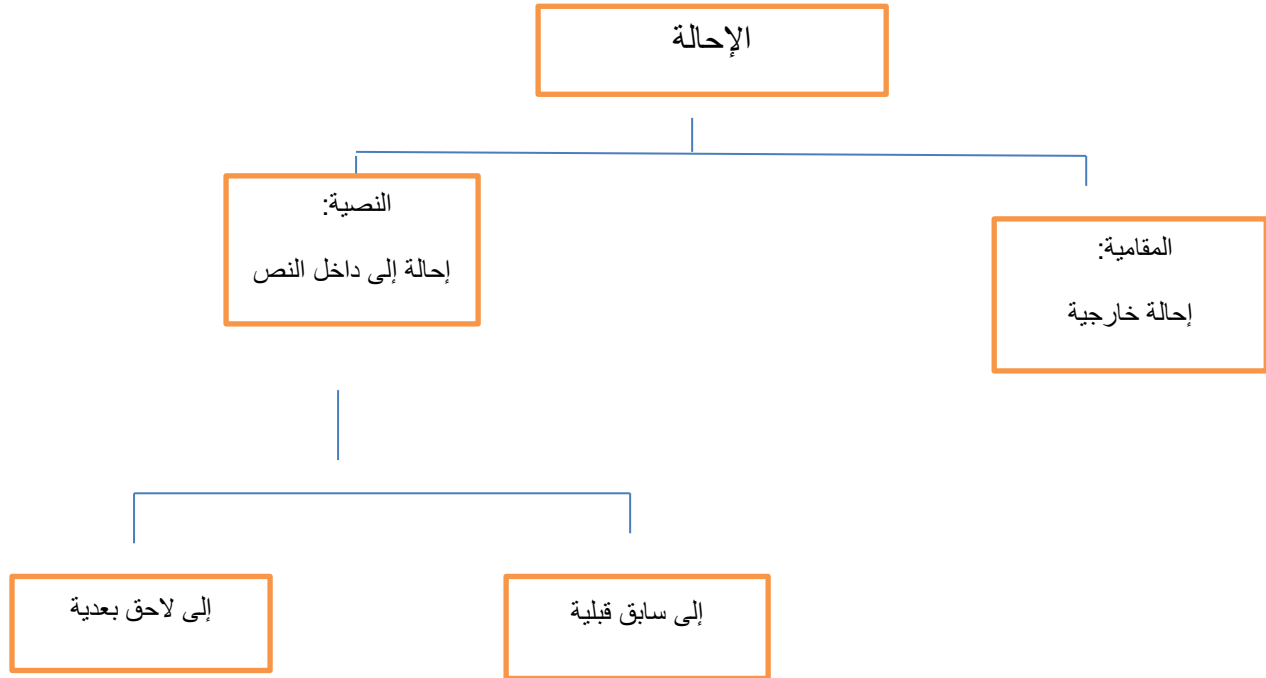 الإحالة
المقامية:
إحالة خارجية
النصية:
إحالة إلى داخل النص
إلى سابق قبلية
إلى لاحق بعدية